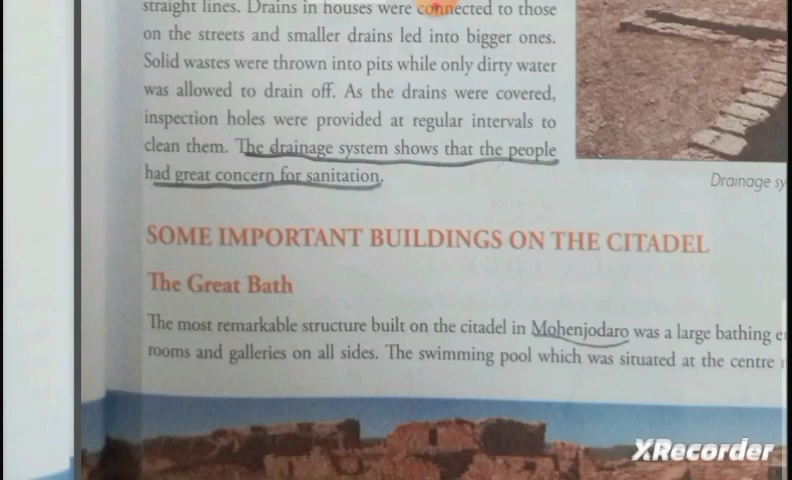 straight lines. Drains in houses were connected to those
on the streets and smaller drains led into bigger ones.
Solid wastes were thrown into pits while only dirty water
was allowed to drain off. As the drains were covered,
inspection holes were provided at regular intervals to
clean them. The drainage system shows that the people
had great concern for sanitation.
Drainage sy
SOME IMPORTANT BUILDINGS ON THE CITADEL
The Great Bath
The most remarkable structure built on the citadel in Mohenjodaro was a large bathing
rooms and galleries on all sides. The swimming pool which was situated at the centre
XRecorder